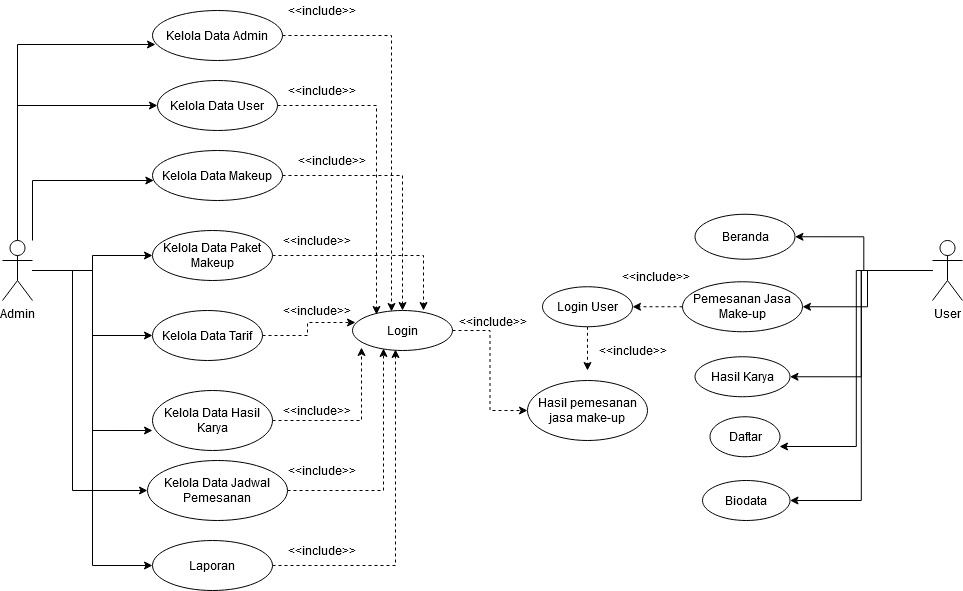 <<include>>
Kelola Data Admin
<<include>>
Kelola Data User
<<include>>
Kelola Data Makeup
<<include>>
Kelola Data Paket
Makeup
Admin
<<include>>
Kelola Data Tarif
Login
<<include>>
<<include>>
Kelola Data Hasil
Karya
<<include>>
Kelola Data Jadwal
Pemesanan
<<include>>
Laporan
Beranda
<<include>>
Login User
Pemesanan Jasa
Make-up
User
<<include>>
Hasil pemesanan
jasa make-up
Hasil Karya
Daftar
Biodata